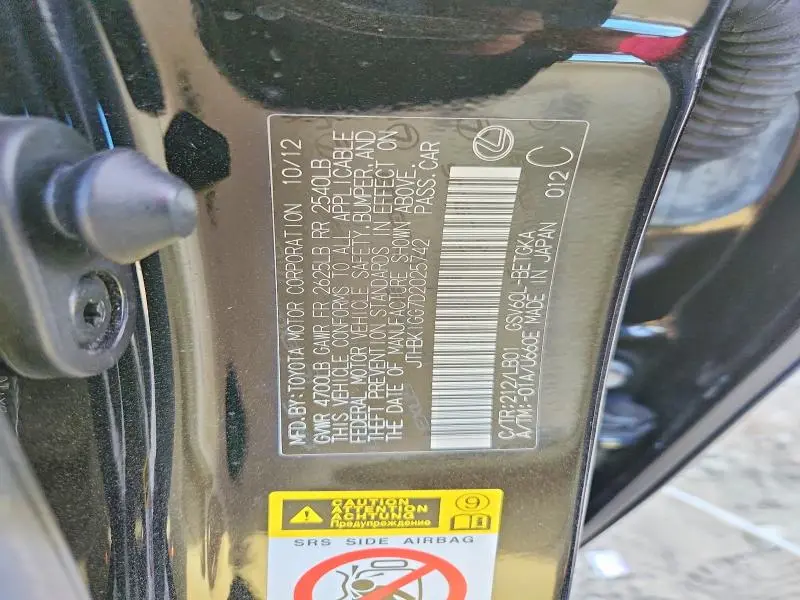 MFD. BY: TOYOTA MOTOR CORPORATION 10/12
GVWR 4700LB GAWR FR 2625LB RR 2540LB
THIS VEHICLE CONFORMS TO ALL APPLICABLE
FEDERAL MOTOR VEHICLE SAFETY, BUMPER, AND
THEFT PREVENTION STANDARDS IN EFFECT ON
THE DATE OF MANUFACTURE SHOWN ABOVE.
JTHBK1GG7D2025742 PASS. CAR
C/TR:212/LB01 GSV60L-BETGKA
A/TM:-01A/U660E MADE IN JAPAN 012 C
CAUTION
ATTENTION
ACHTUNG
Предупреждение
9
SRS SIDE AIRBAG